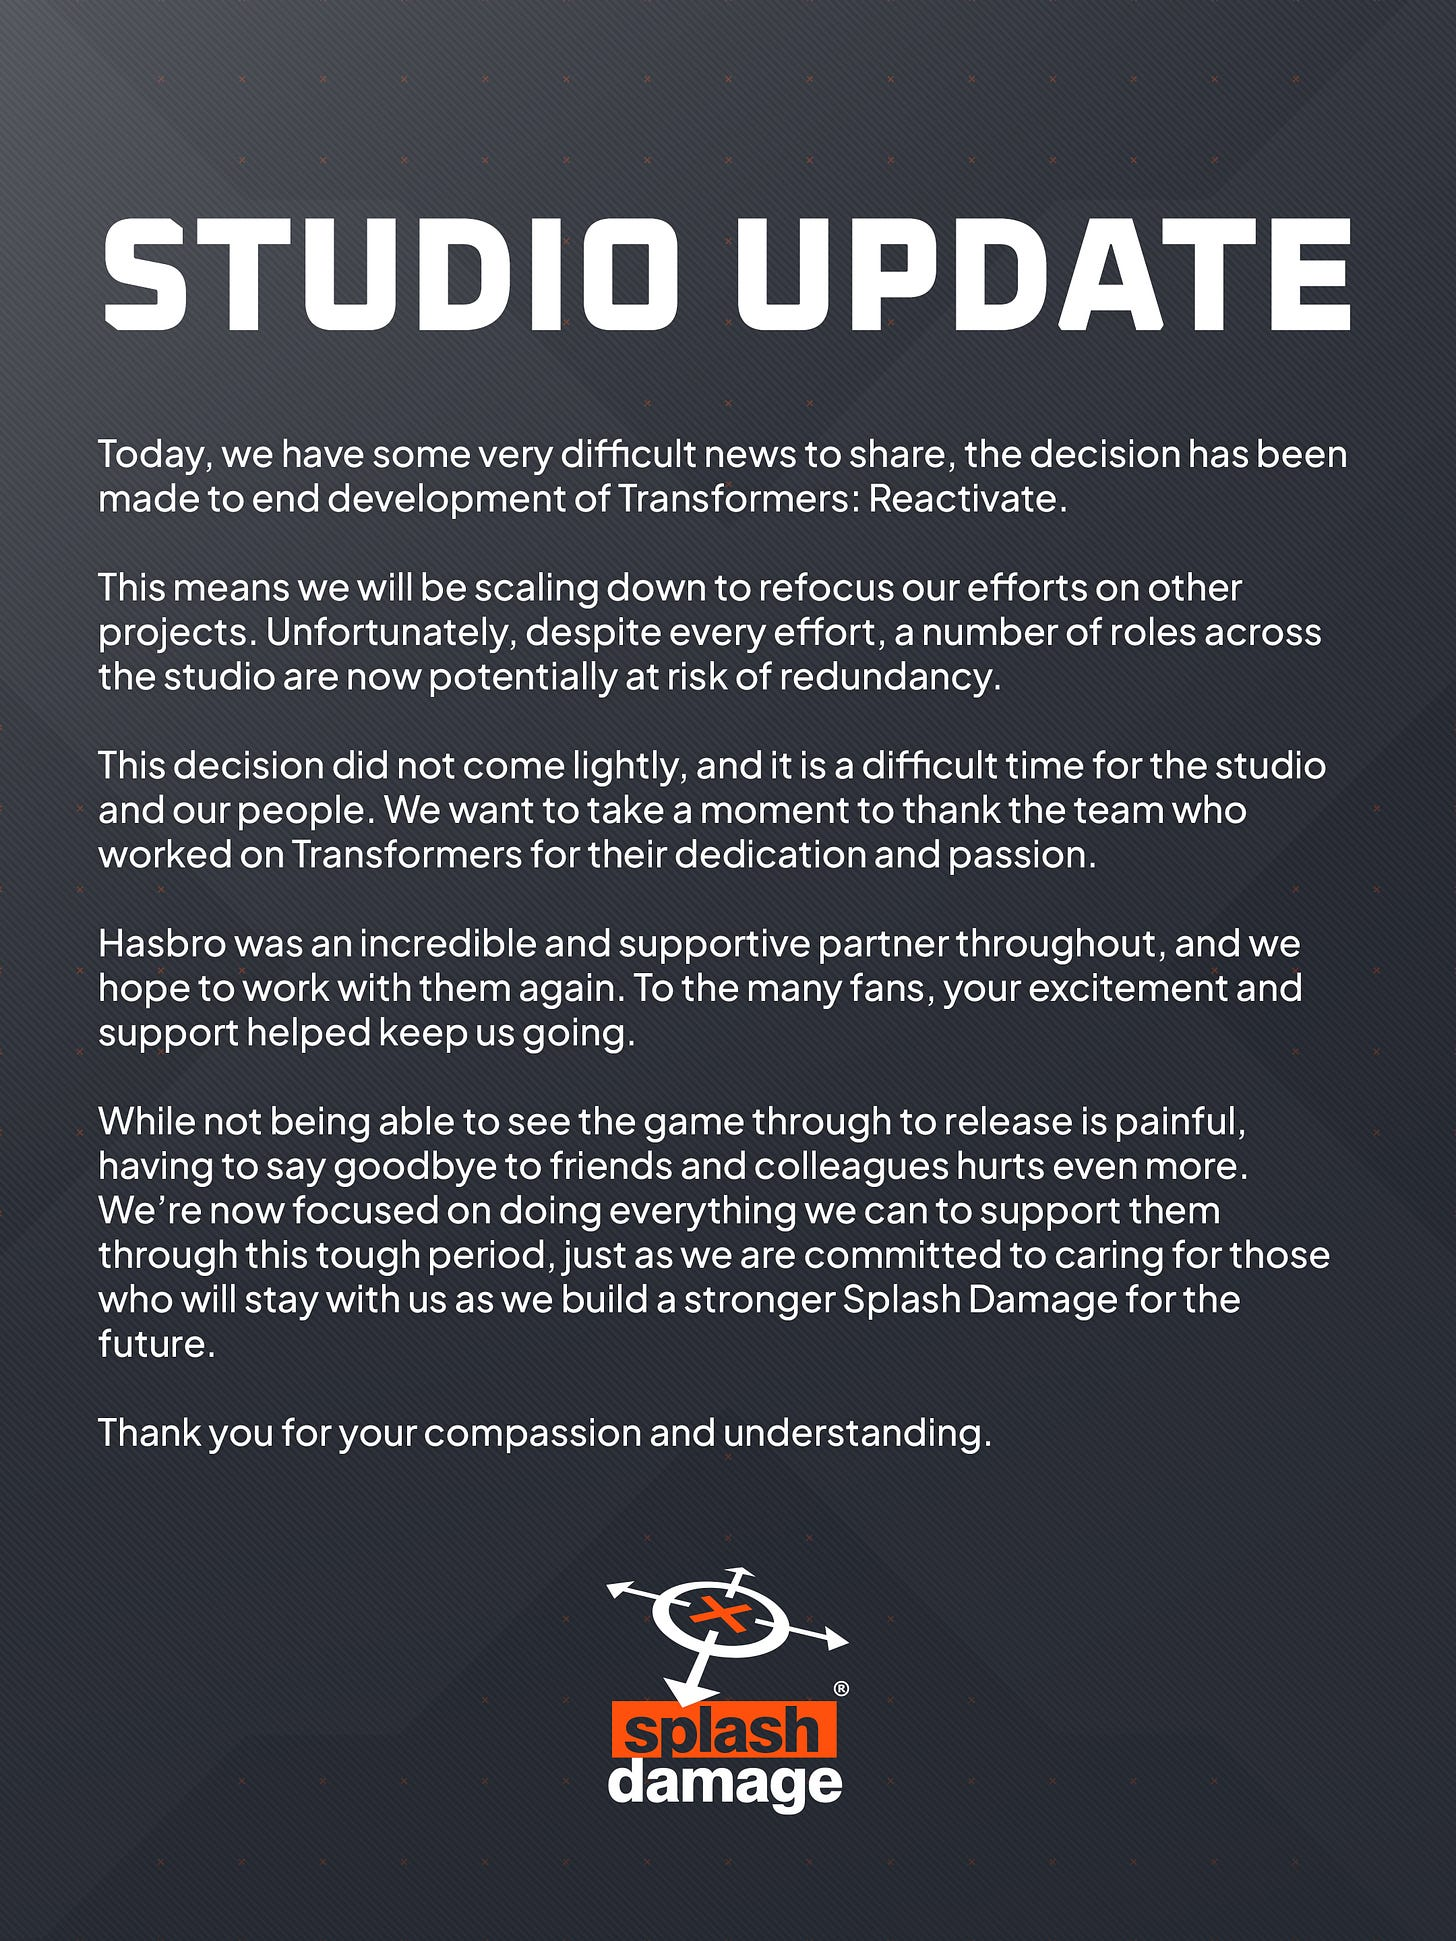 STUDIO UPDATE
Today, we have some very difficult news to share, the decision has been
made to end development of Transformers: Reactivate.
This means we will be scaling down to refocus our efforts on other
projects. Unfortunately, despite every effort, a number of roles across
the studio are now potentially at risk of redundancy.
This decision did not come lightly, and it is a difficult time for the studio
and our people. We want to take a moment to thank the team who
worked on Transformers for their dedication and passion.
Hasbro was an incredible and supportive partner throughout, and we
hope to work with them again. To the many fans, your excitement and
support helped keep us going.
While not being able to see the game through to release is painful,
having to say goodbye to friends and colleagues hurts even more.
We’re now focused on doing everything we can to support them
through this tough period, just as we are committed to caring for those
who will stay with us as we build a stronger Splash Damage for the
future.
Thank you for your compassion and understanding.
®
splash
damage